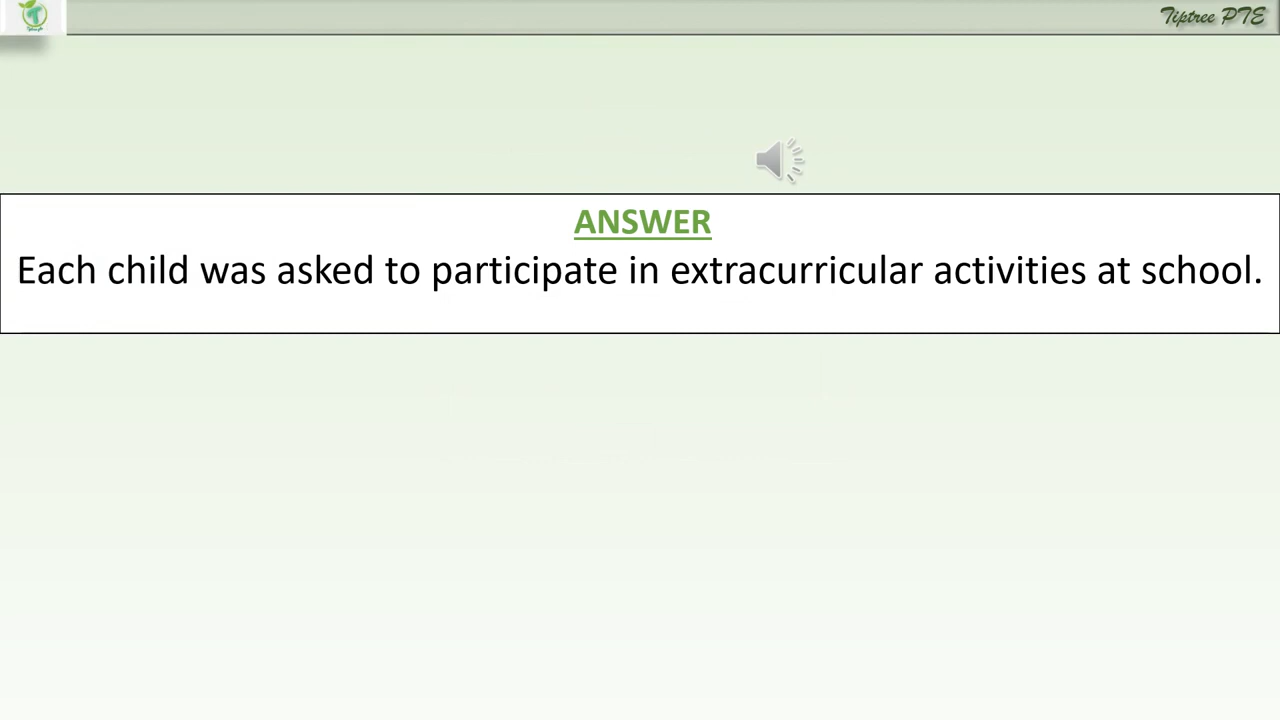 Tiptree PTE
ANSWER
Each child was asked to participate in extracurricular activities at school.